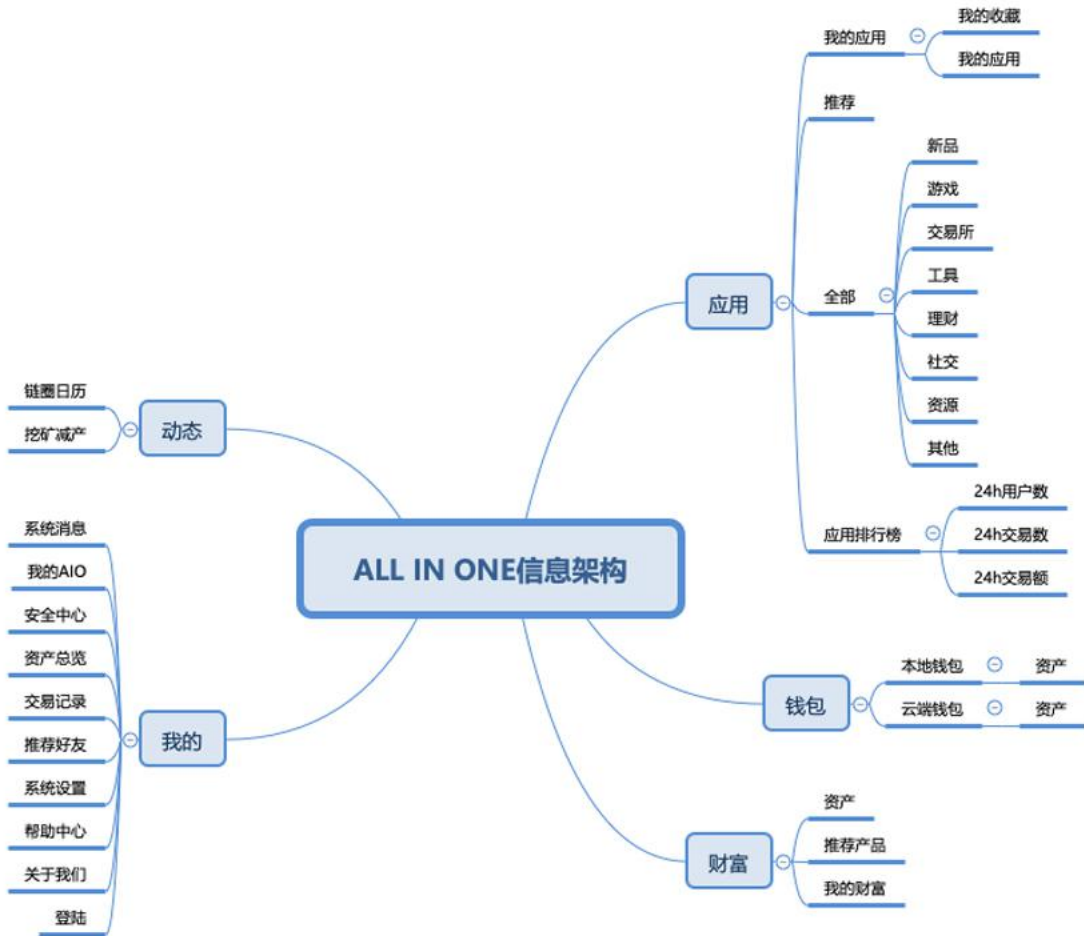 ALL IN ONE信息架构
应用
我的应用
我的收藏
我的应用
推荐
全部
新品
游戏
交易所
工具
理财
社交
资源
其他
应用排行榜
24h用户数
24h交易数
24h交易额
钱包
本地钱包
资产
云端钱包
资产
财富
资产
推荐产品
我的财富
动态
链圈日历
挖矿减产
我的
系统消息
我的AIO
安全中心
资产总览
交易记录
推荐好友
系统设置
帮助中心
关于我们
登陆